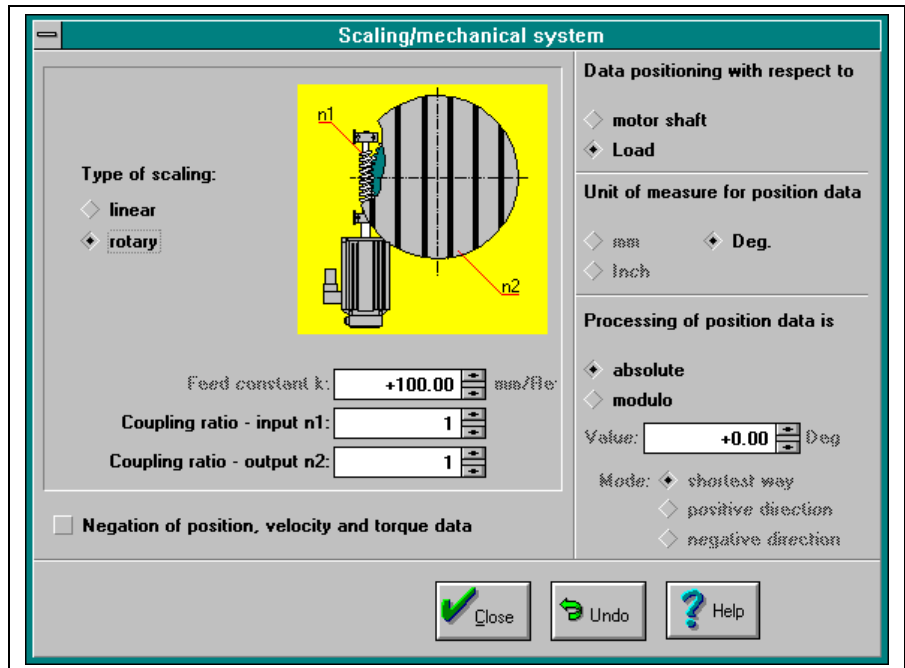 Scaling/mechanical system
Type of scaling:
linear
rotary
n1
n2
Feed constant k: +100.00 mm/Re
Coupling ratio - input n1: 1
Coupling ratio - output n2: 1
Negation of position, velocity and torque data
Data positioning with respect to
motor shaft
Load
Unit of measure for position data
mm Deg.
Inch
Processing of position data is
absolute
modulo
Value: +0.00 Deg
Mode: shortest way
positive direction
negative direction
Close Undo Help